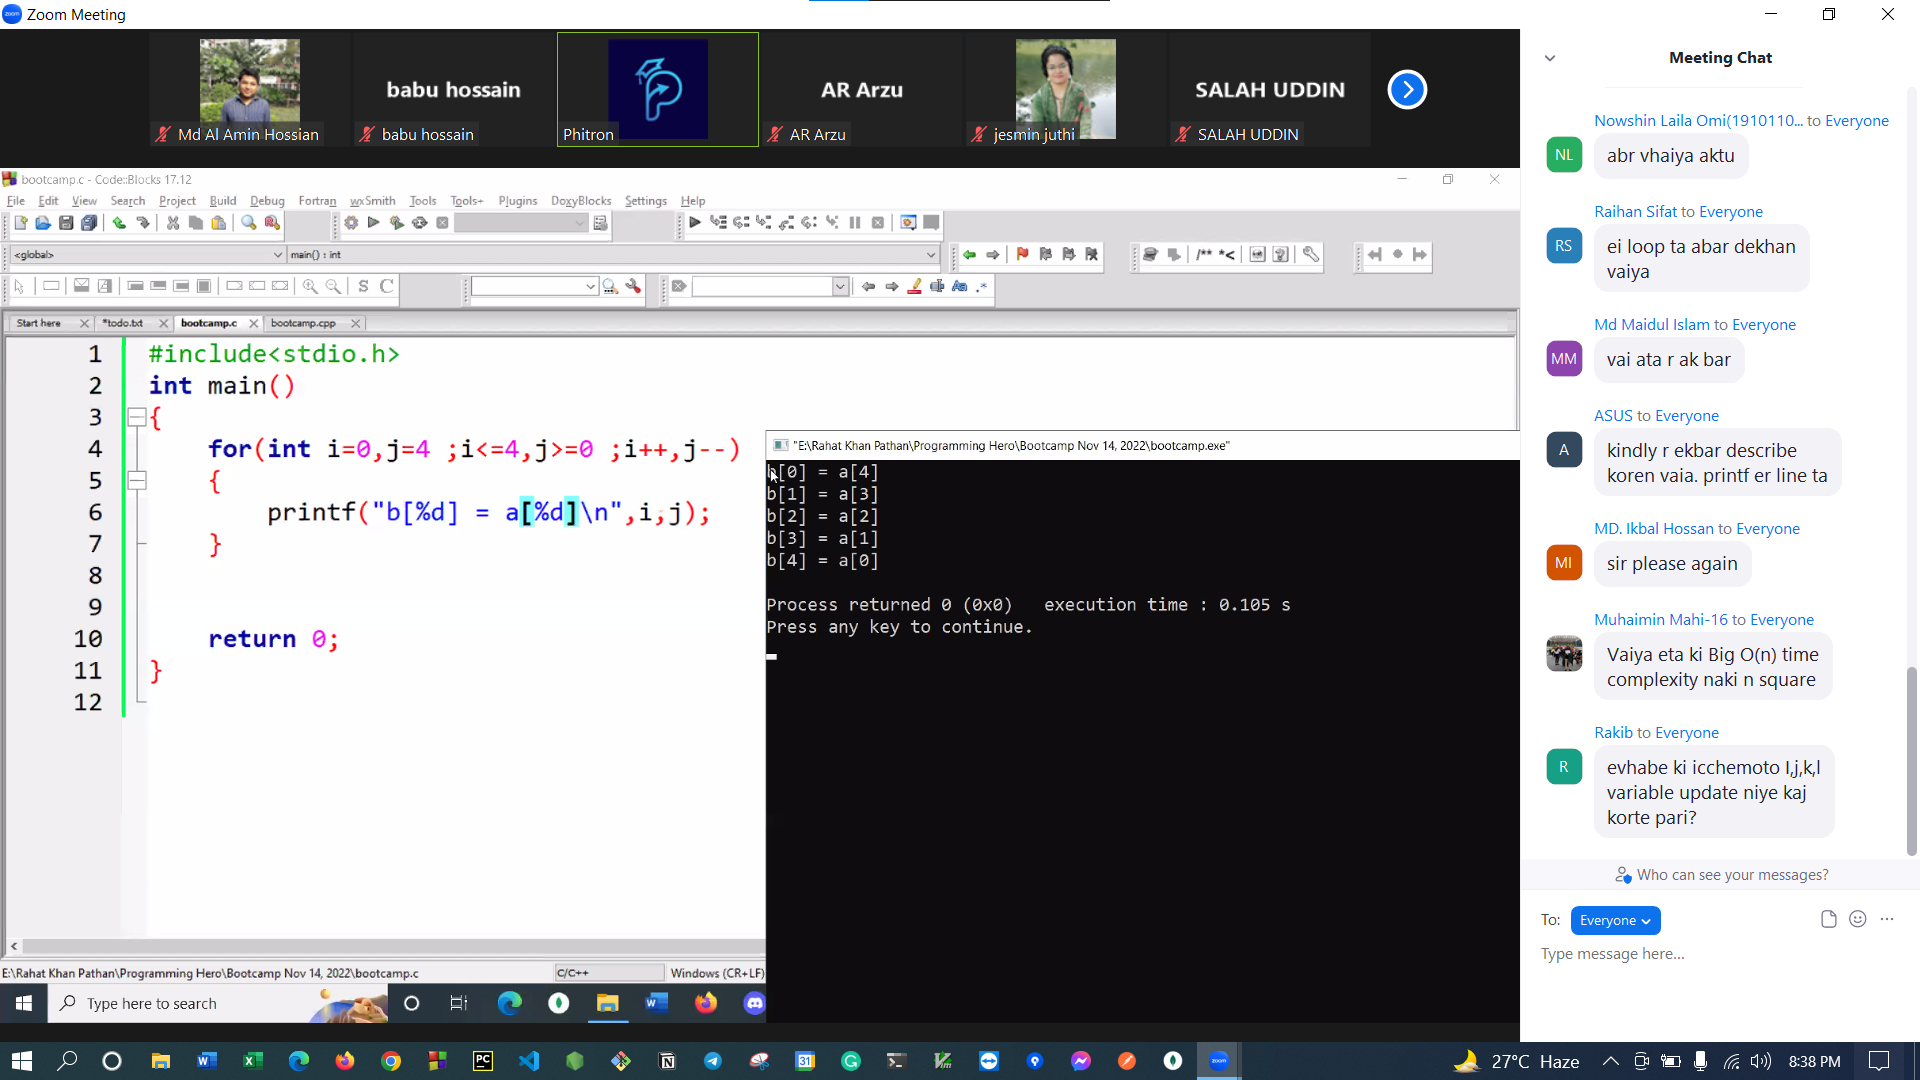 Zoom Meeting
babu hossain
AR Arzu
SALAH UDDIN
Md Al Amin Hossian
babu hossain
Phitron
AR Arzu
jesmin juthi
SALAH UDDIN
bootcamp.c - Code::Blocks 17.12
File Edit View Search Project Build Debug Fortran wxSmith Tools Tools+ Plugins DoxyBlocks Settings Help
<global>
main() : int
/** *<
S C
Start here
*todo.txt
bootcamp.c
bootcamp.cpp
1 #include<stdio.h>
2 int main()
3 {
4 for(int i=0,j=4 ;i<=4,j>=0 ;i++,j--)
5 {
6 printf("b[%d] = a[%d]\n",i,j);
7 }
8
9
10 return 0;
11 }
12
"E:\Rahat Khan Pathan\Programming Hero\Bootcamp Nov 14, 2022\bootcamp.exe"
b[0] = a[4]
b[1] = a[3]
b[2] = a[2]
b[3] = a[1]
b[4] = a[0]
Process returned 0 (0x0) execution time : 0.105 s
Press any key to continue.
E:\Rahat Khan Pathan\Programming Hero\Bootcamp Nov 14, 2022\bootcamp.c
C/C++
Windows (CR+LF)
Type here to search
Meeting Chat
Nowshin Laila Omi(1910110... to Everyone
NL
abr vhaiya aktu
Raihan Sifat to Everyone
RS
ei loop ta abar dekhan
vaiya
Md Maidul Islam to Everyone
MM
vai ata r ak bar
ASUS to Everyone
A
kindly r ekbar describe
koren vaia. printf er line ta
MD. Ikbal Hossan to Everyone
MI
sir please again
Muhaimin Mahi-16 to Everyone
Vaiya eta ki Big O(n) time
complexity naki n square
Rakib to Everyone
R
evhabe ki icchemoto I,j,k,l
variable update niye kaj
korte pari?
Who can see your messages?
To: Everyone
Type message here...
27°C Haze
8:38 PM